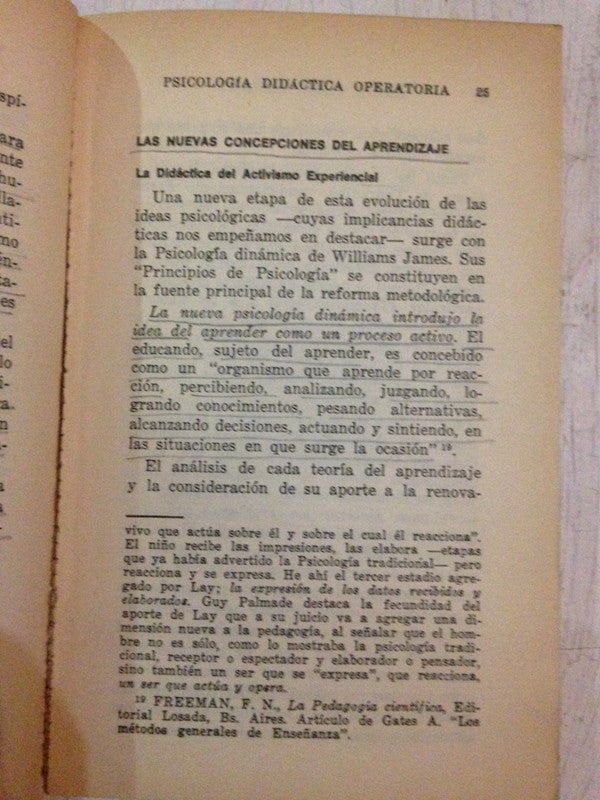 PSICOLOGÍA DIDÁCTICA OPERATORIA 25
LAS NUEVAS CONCEPCIONES DEL APRENDIZAJE
La Didáctica del Activismo Experiencial
Una nueva etapa de esta evolución de las
ideas psicológicas —cuyas implicancias didác-
ticas nos empeñamos en destacar— surge con
la Psicología dinámica de Williams James. Sus
"Principios de Psicología" se constituyen en
la fuente principal de la reforma metodológica.
La nueva psicología dinámica introdujo la
idea del aprender como un proceso activo. El
educando, sujeto del aprender, es concebido
como un "organismo que aprende por reac-
ción, percibiendo, analizando, juzgando, lo-
grando conocimientos, pesando alternativas,
alcanzando decisiones, actuando y sintiendo, en
las situaciones en que surge la ocasión" 19.
El análisis de cada teoría del aprendizaje
y la consideración de su aporte a la renova-
vivo que actúa sobre él y sobre el cual él reacciona".
El niño recibe las impresiones, las elabora —etapas
que ya había advertido la Psicología tradicional— pero
reacciona y se expresa. He ahí el tercer estadio agre-
gado por Lay; la expresión de los datos recibidos y
elaborados. Guy Palmade destaca la fecundidad del
aporte de Lay que a su juicio va a agregar una di-
mensión nueva a la pedagogía, al señalar que el hom-
bre no es sólo, como lo mostraba la psicología tradi-
cional, receptor o espectador y elaborador o pensador,
sino también un ser que se "expresa", que reacciona,
un ser que actúa y opera.
19 FREEMAN, F. N., La Pedagogía científica, Edi-
torial Losada, Bs. Aires. Artículo de Gates A. "Los
métodos generales de Enseñanza".